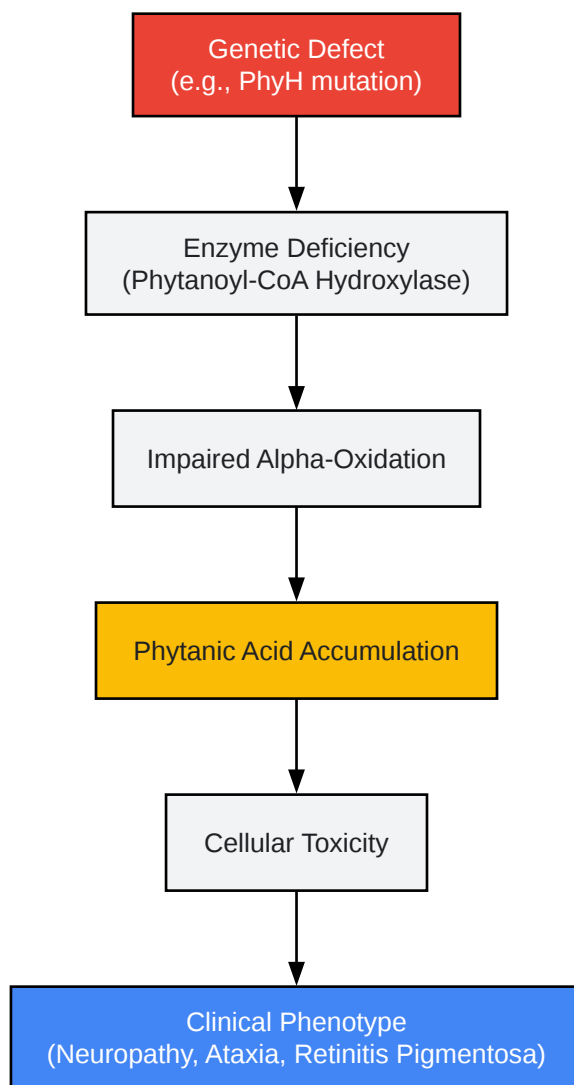 Genetic Defect
(e.g., PhyH mutation)
Enzyme Deficiency
(Phytanoyl-CoA Hydroxylase)
Impaired Alpha-Oxidation
Phytanic Acid Accumulation
Cellular Toxicity
Clinical Phenotype
(Neuropathy, Ataxia, Retinitis Pigmentosa)